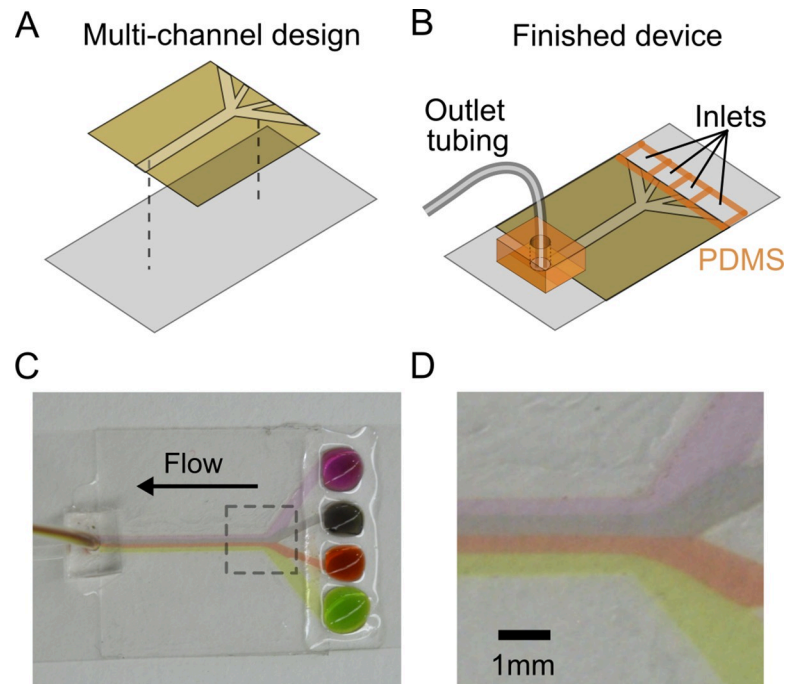 A
Multi-channel design
B
Finished device
Outlet
tubing
Inlets
PDMS
C
Flow
D
1mm